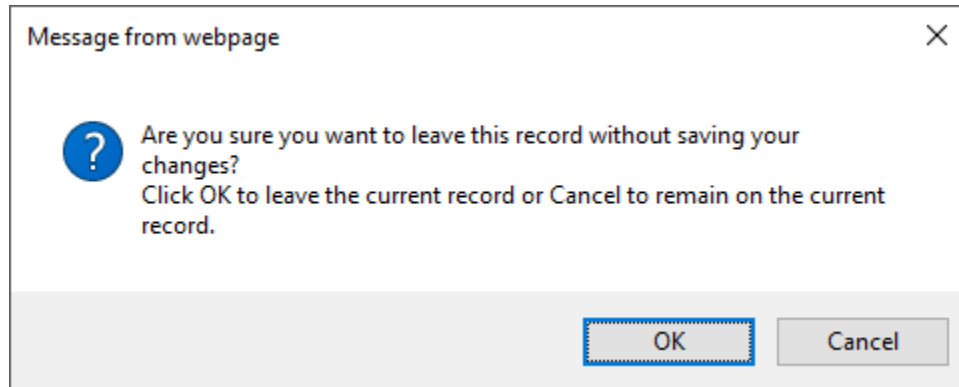 Message from webpage
Are you sure you want to leave this record without saving your
changes?
Click OK to leave the current record or Cancel to remain on the current
record.
OK
Cancel